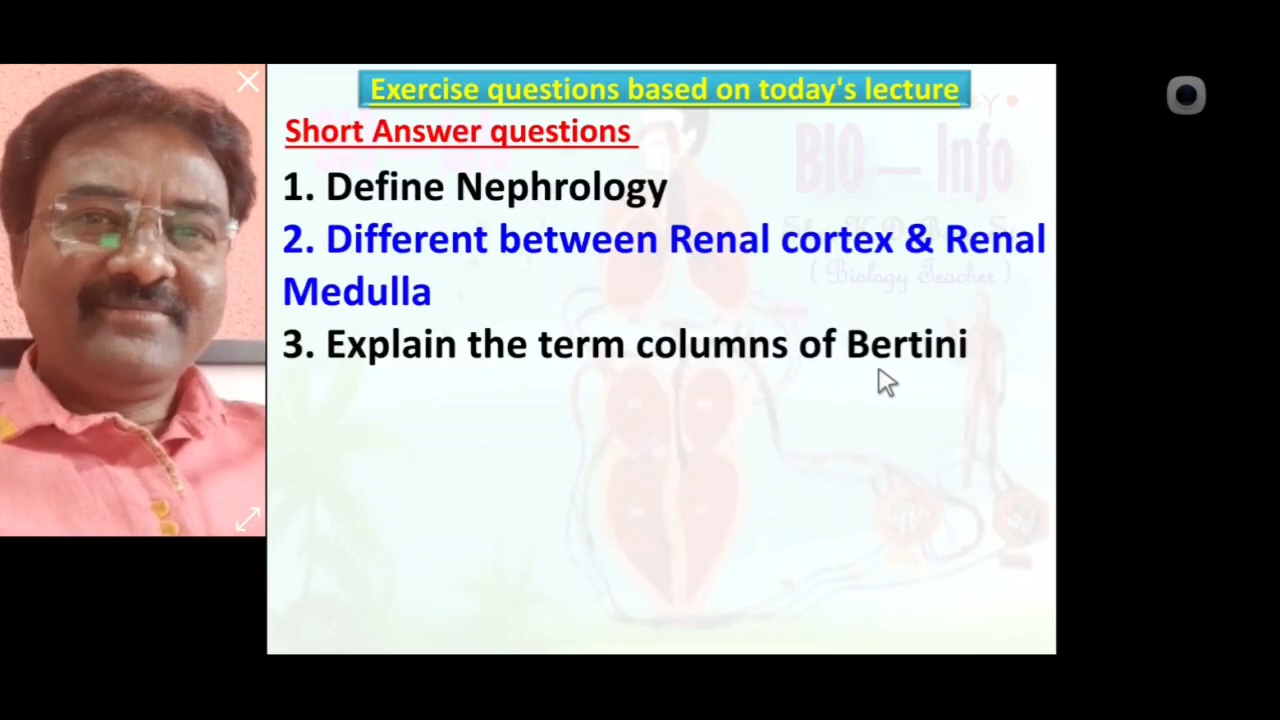 Exercise questions based on today's lecture
Short Answer questions
BIO – Info
1. Define Nephrology
2. Different between Renal cortex & Renal
( Biology Teacher )
Medulla
3. Explain the term columns of Bertini